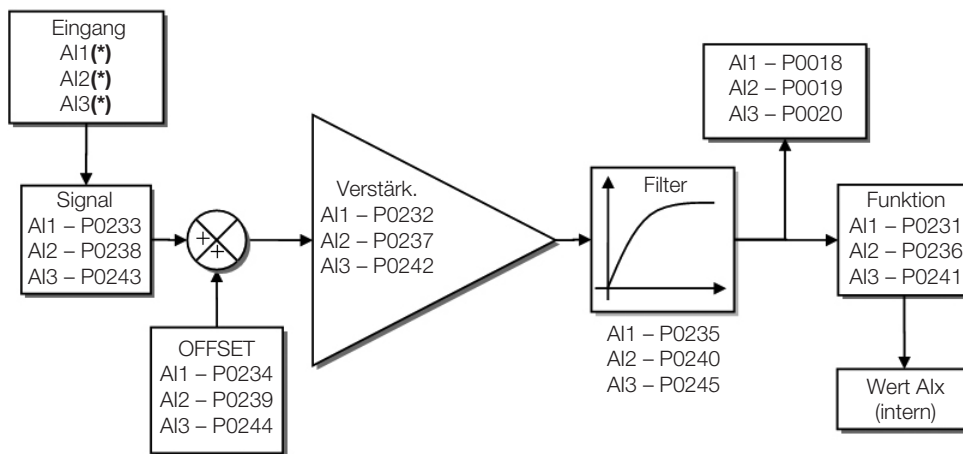 Eingang
AI1(*)
AI2(*)
AI3(*)
Signal
AI1 – P0233
AI2 – P0238
AI3 – P0243
+
+
OFFSET
AI1 – P0234
AI2 – P0239
AI3 – P0244
Verstärk.
AI1 – P0232
AI2 – P0237
AI3 – P0242
Filter
AI1 – P0235
AI2 – P0240
AI3 – P0245
AI1 – P0018
AI2 – P0019
AI3 – P0020
Funktion
AI1 – P0231
AI2 – P0236
AI3 – P0241
Wert AIx
(intern)